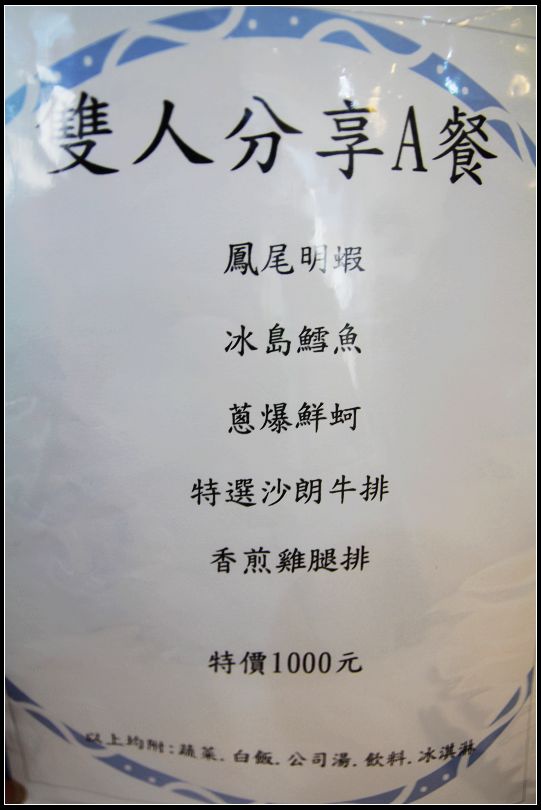 雙人分享A餐
鳳尾明蝦
冰島鱈魚
蔥爆鮮蚵
特選沙朗牛排
香煎雞腿排
特價1000元
以上均附:蔬菜.白飯.公司湯.飲料.冰淇淋